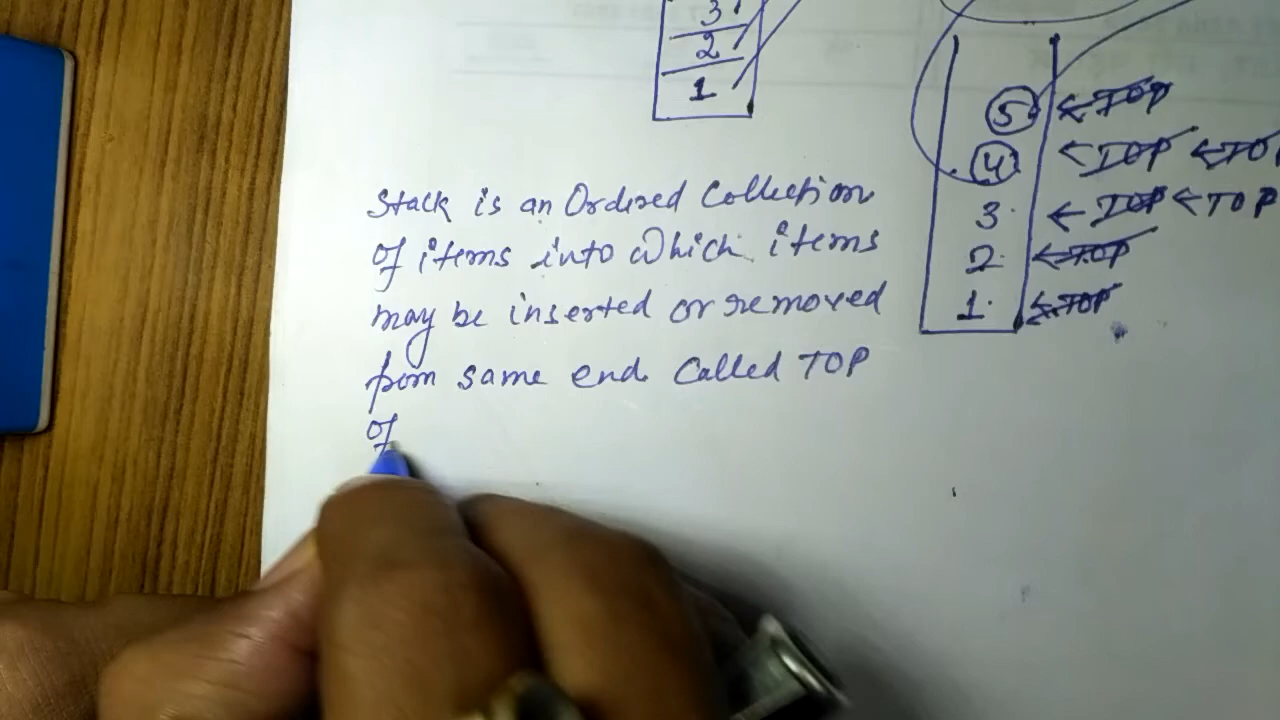 3
2
1
5 ←TOP
4 ←TOP ←TO
3 ←TOP ←TOP
2 ←TOP
1 ←TOP
Stack is an Ordered Collection
of items into which items
may be inserted or removed
from same end called TOP
of